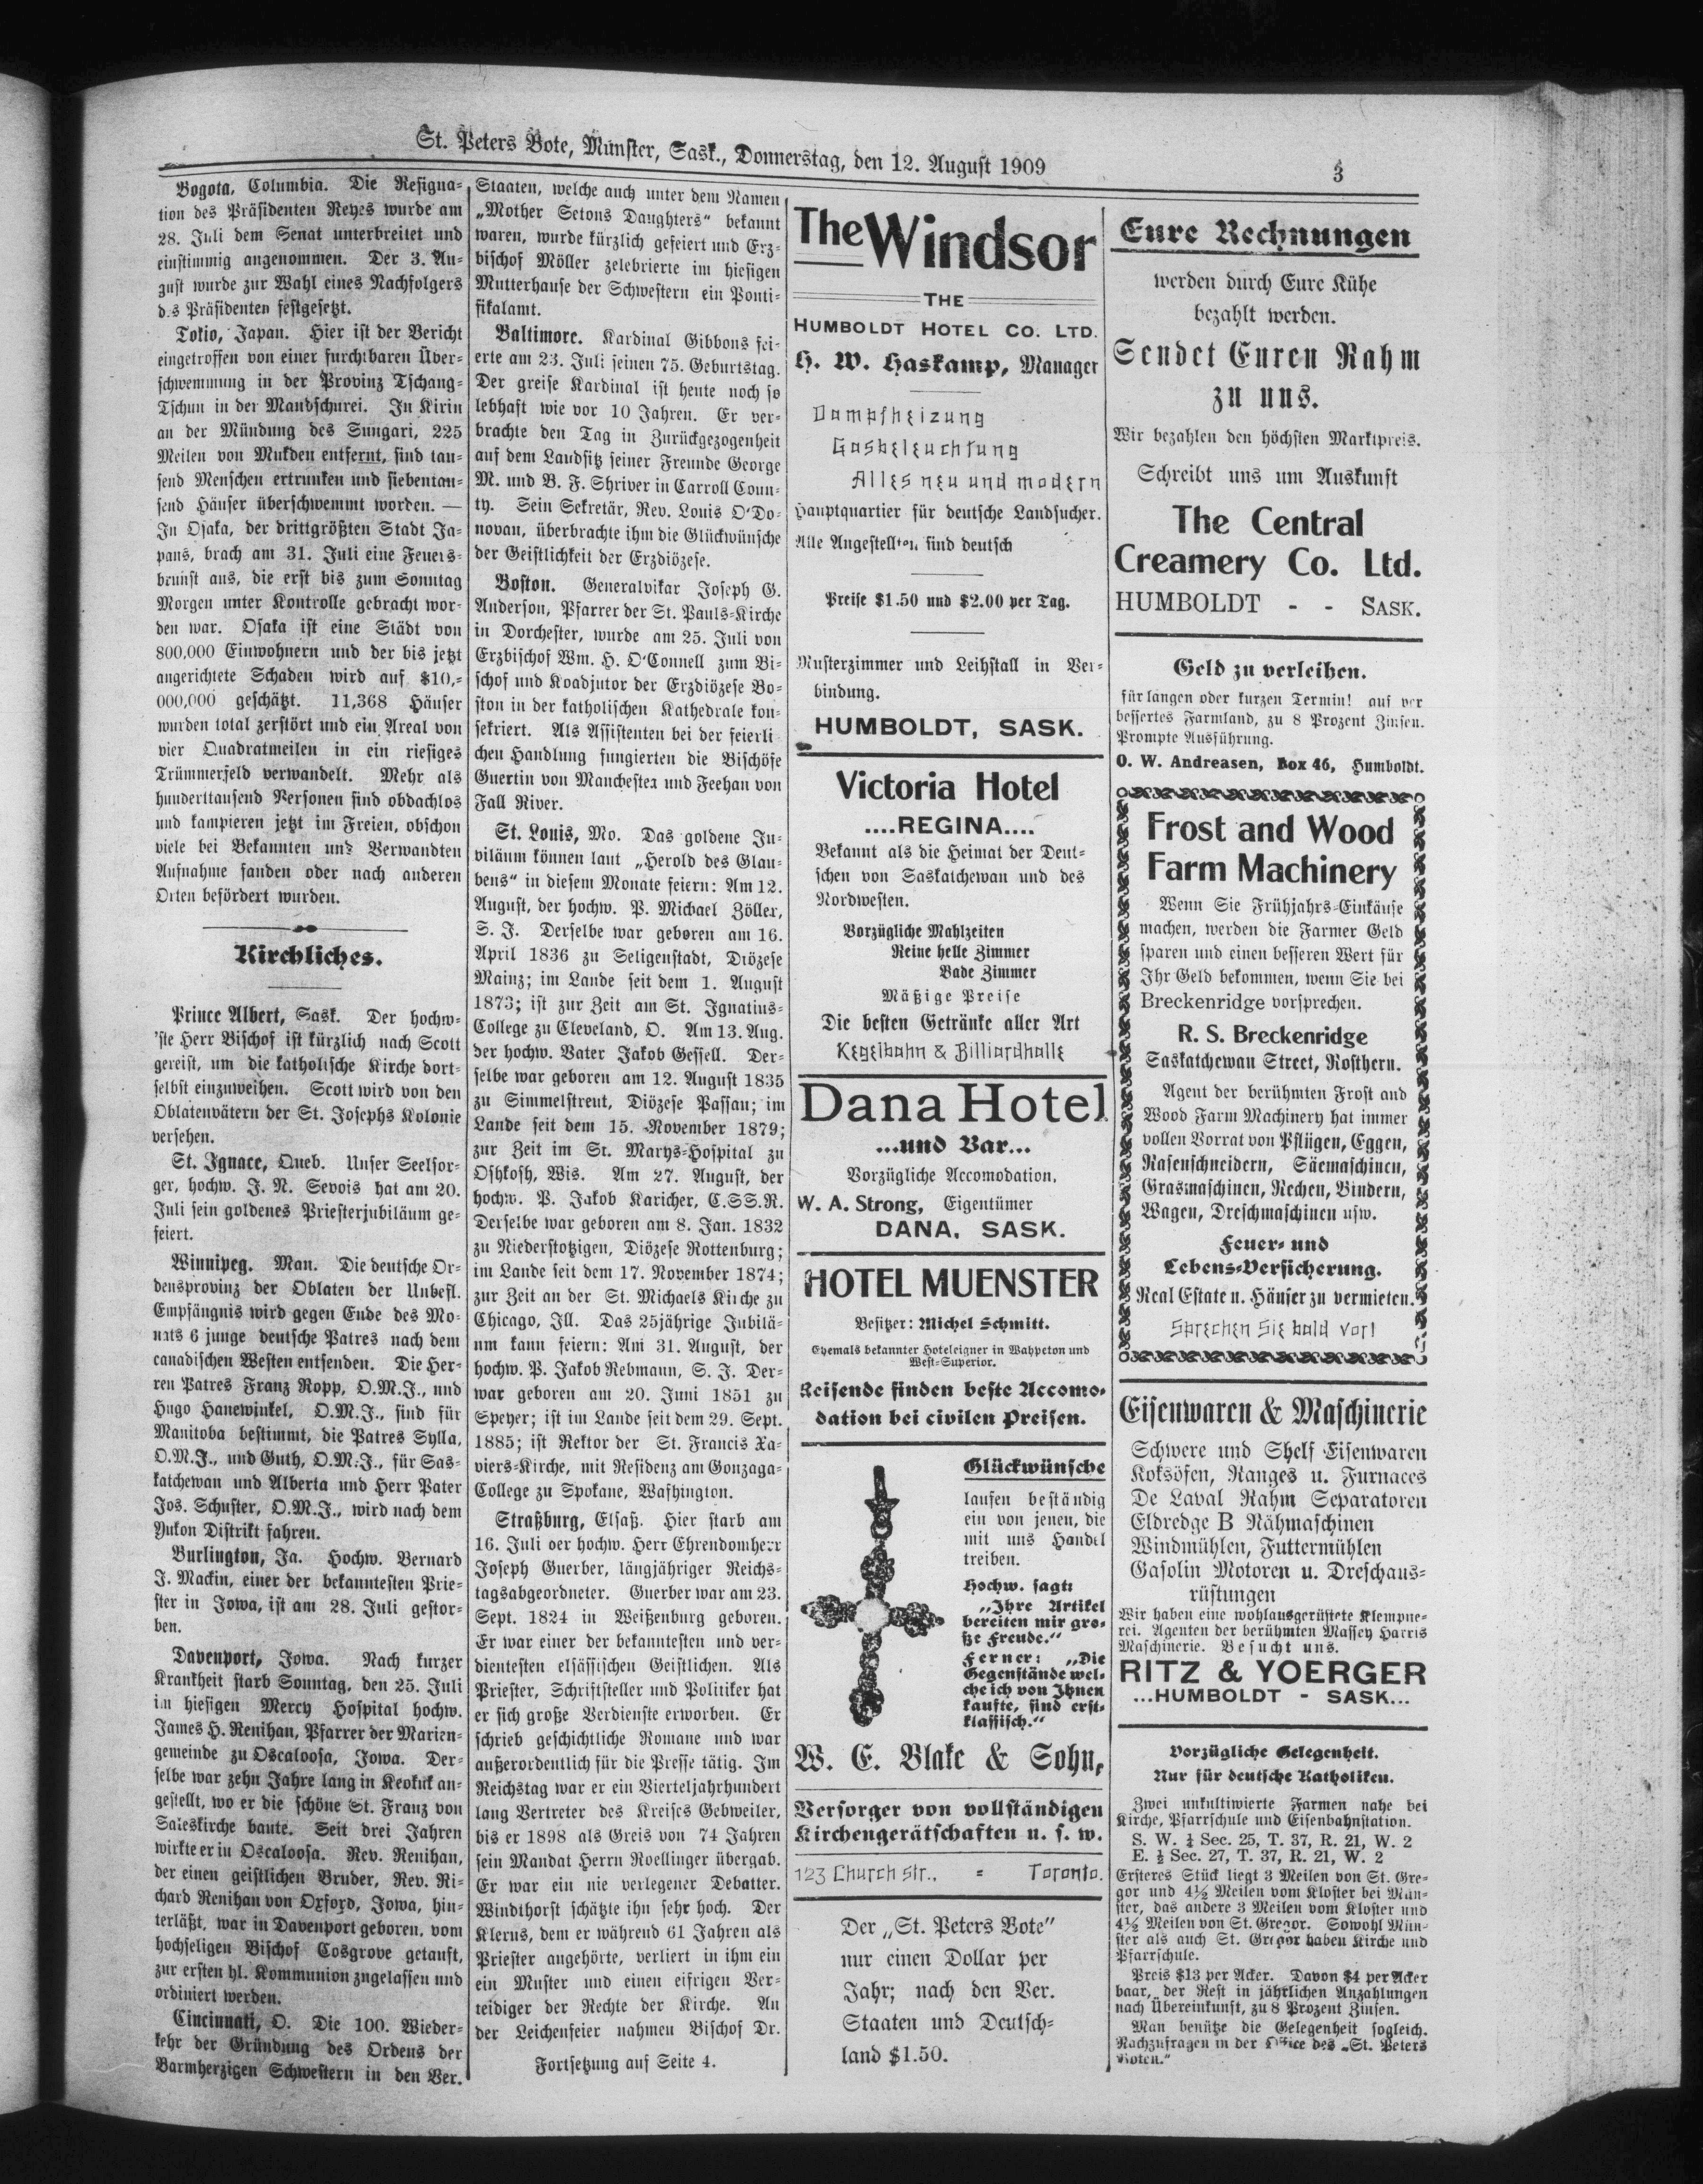 St. Peters Bote, Münster, Sask., Donnerstag, den 12. August 1909
3
Bogota, Columbia. Die Resigna-
tion des Präsidenten Reyes wurde am
28. Juli dem Senat unterbreitet und
einstimmig angenommen. Der 3. Au-
gust wurde zur Wahl eines Nachfolgers
d.s Präsidenten festgesetzt.
Tokio, Japan. Hier ist der Bericht
eingetroffen von einer furchtbaren Über-
schwemmung in der Provinz Tschang-
Tschun in der Mandschurei. In Kirin
an der Mündung des Sungari, 225
Meilen von Mukden entfernt, sind tau-
send Menschen ertrunken und siebentau-
send Häuser überschwemmt worden. —
In Osaka, der drittgrößten Stadt Ja-
pans, brach am 31. Juli eine Feuers-
brunst aus, die erst bis zum Sonntag
Morgen unter Kontrolle gebracht wor-
den war. Osaka ist eine Städt von
800,000 Einwohnern und der bis jetzt
angerichtete Schaden wird auf $10,-
000,000 geschätzt. 11,368 Häuser
wurden total zerstört und ein Areal von
vier Quadratmeilen in ein riesiges
Trümmerfeld verwandelt. Mehr als
hunderttausend Personen sind obdachlos
und kampieren jetzt im Freien, obschon
viele bei Bekannten und Verwandten
Aufnahme fanden oder nach anderen
Orten befördert wurden.
Kirchliches.
Prince Albert, Sask. Der hochw-
'ste Herr Bischof ist kürzlich nach Scott
gereist, um die katholische Kirche dort-
selbst einzuweihen. Scott wird von den
Oblatenvätern der St. Josephs Kolonie
versehen.
St. Ignace, Queb. Unser Seelsor-
ger, hochw. J. N. Sevois hat am 20.
Juli sein goldenes Priesterjubiläum ge-
feiert.
Winnipeg. Man. Die deutsche Or-
densprovinz der Oblaten der Unbefl.
Empfängnis wird gegen Ende des Mo-
nats 6 junge deutsche Patres nach dem
canadischen Westen entsenden. Die Her-
ren Patres Franz Ropp, O.M.J., und
Hugo Hanewinkel, O.M.J., sind für
Manitoba bestimmt, die Patres Sylla,
O.M.J., und Guth, O.M.J., für Sas-
katchewan und Alberta und Herr Pater
Jos. Schuster, O.M.J., wird nach dem
Yukon Distrikt fahren.
Burlington, Ja. Hochw. Bernard
J. Mackin, einer der bekanntesten Prie-
ster in Iowa, ist am 28. Juli gestor-
ben.
Davenport, Iowa. Nach kurzer
Krankheit starb Sonntag, den 25. Juli
im hiesigen Mercy Hospital hochw.
James H. Renihan, Pfarrer der Marien-
gemeinde zu Oscaloosa, Iowa. Der-
selbe war zehn Jahre lang in Keokuk an-
gestellt, wo er die schöne St. Franz von
Saleskirche baute. Seit drei Jahren
wirkte er in Oscaloosa. Rev. Renihan,
der einen geistlichen Bruder, Rev. Ri-
chard Renihan von Oxford, Iowa, hin-
terläßt, war in Davenport geboren, vom
hochseligen Bischof Cosgrove getauft,
zur ersten hl. Kommunion zugelassen und
ordiniert werden.
Cincinnati, O. Die 100. Wieder-
kehr der Gründung des Ordens der
Barmherzigen Schwestern in den Ver.
Staaten, welche auch unter dem Namen
„Mother Setons Daughters“ bekannt
waren, wurde kürzlich gefeiert und Erz-
bischof Möller zelebrierte im hiesigen
Mutterhause der Schwestern ein Ponti-
fikalamt.
Baltimore. Kardinal Gibbons fei-
erte am 23. Juli seinen 75. Geburtstag.
Der greise Kardinal ist heute noch so
lebhaft wie vor 10 Jahren. Er ver-
brachte den Tag in Zurückgezogenheit
auf dem Landsitz seiner Freunde George
M. und B. F. Shriver in Carroll Coun-
ty. Sein Sekretär, Rev. Louis O'Do-
novan, überbrachte ihm die Glückwünsche
der Geistlichkeit der Erzdiözese.
Boston. Generalvikar Joseph G.
Anderson, Pfarrer der St. Pauls-Kirche
in Dorchester, wurde am 25. Juli von
Erzbischof Wm. H. O'Connell zum Bi-
schof und Koadjutor der Erzdiözese Bo-
ston in der katholischen Kathedrale kon-
sekriert. Als Assistenten bei der feierli
chen Handlung fungierten die Bischöfe
Guertin von Manchester und Feehan von
Fall River.
St. Louis, Mo. Das goldene Ju-
biläum können laut „Herold des Glau-
bens“ in diesem Monate feiern: Am 12.
August, der hochw. P. Michael Zöller,
S. J. Derselbe war geboren am 16.
April 1836 zu Seligenstadt, Diözese
Mainz; im Lande seit dem 1. August
1873; ist zur Zeit am St. Ignatius-
College zu Cleveland, O. Am 13. Aug.
der hochw. Vater Jakob Gessell. Der-
selbe war geboren am 12. August 1835
zu Simmelstreut, Diözese Passau; im
Lande seit dem 15. November 1879;
zur Zeit im St. Marys-Hospital zu
Oshkosh, Wis. Am 27. August, der
hochw. P. Jakob Karicher, C.SS.R.
Derselbe war geboren am 8. Jan. 1832
zu Niederstotzigen, Diözese Rottenburg;
im Lande seit dem 17. November 1874;
zur Zeit an der St. Michaels Kirche zu
Chicago, Ill. Das 25jährige Jubilä-
um kann feiern: Am 31. August, der
hochw. P. Jakob Rebmann, S. J. Der-
war geboren am 20. Juni 1851 zu
Speyer; ist im Lande seit dem 29. Sept.
1885; ist Rektor der St. Francis Xa-
viers-Kirche, mit Residenz am Gonzaga-
College zu Spokane, Washington.
Straßburg, Elsaß. Hier starb am
16. Juli oer hochw. Herr Ehrendomherr
Joseph Guerber, längjähriger Reichs-
tagsabgeordneter. Guerber war am 23.
Sept. 1824 in Weißenburg geboren.
Er war einer der bekanntesten und ver-
dientesten elsässischen Geistlichen. Als
Priester, Schriftsteller und Politiker hat
er sich große Verdienste erworben. Er
schrieb geschichtliche Romane und war
außerordentlich für die Presse tätig. Im
Reichstag war er ein Vierteljahrhundert
lang Vertreter des Kreises Gebweiler,
bis er 1898 als Greis von 74 Jahren
sein Mandat Herrn Roellinger übergab.
Er war ein nie verlegener Debatter.
Windthorst schätzte ihn sehr hoch. Der
Klerus, dem er während 61 Jahren als
Priester angehörte, verliert in ihm ein
ein Muster und einen eifrigen Ver-
teidiger der Rechte der Kirche. An
der Leichenfeier nahmen Bischof Dr.
Fortsetzung auf Seite 4.
The Windsor
THE
HUMBOLDT HOTEL CO. LTD.
H. W. Haskamp, Manager
Dampfheizung
Gasbeleuchtung
Alles neu und modern
Hauptquartier für deutsche Landsucher.
Alle Angestellten sind deutsch
Preise $1.50 und $2.00 per Tag.
Musterzimmer und Leihstall in Ver-
bindung.
HUMBOLDT, SASK.
Victoria Hotel
....REGINA....
Bekannt als die Heimat der Deut-
schen von Saskatchewan und des
Nordwesten.
Vorzügliche Mahlzeiten
Reine helle Zimmer
Bade Zimmer
Mäßige Preise
Die besten Getränke aller Art
Kegelbahn & Billiardhalle
Dana Hotel
...und Bar...
Vorzügliche Accomodation.
W. A. Strong, Eigentümer
DANA, SASK.
HOTEL MUENSTER
Besitzer: Michel Schmitt.
Ehemals bekannter Hoteleigner in Wahpeton und
West-Superior.
Reisende finden beste Accomo-
dation bei civilen Preisen.
Glückwünsche
laufen beständig
ein von jenen, die
mit uns Handel
treiben.
Hochw. sagt:
„Ihre Artikel
bereiten mir gro-
ße Freude.“
Ferner: „Die
Gegenstände wel-
che ich von Ihnen
kaufte, sind erst-
klassisch.“
W. E. Blake & Sohn,
Versorger von vollständigen
Kirchengerätschaften u. s. w.
123 Church str., = Toronto.
Der „St. Peters Bote”
nur einen Dollar per
Jahr; nach den Ver.
Staaten und Deutsch-
land $1.50.
Eure Rechnungen
werden durch Eure Kühe
bezahlt werden.
Sendet Euren Rahm
zu uns.
Wir bezahlen den höchsten Marktpreis.
Schreibt uns um Auskunft
The Central
Creamery Co. Ltd.
HUMBOLDT - - SASK.
Geld zu verleihen.
für langen oder kurzen Termin! auf ver
bessertes Farmland, zu 8 Prozent Zinsen.
Prompte Ausführung.
O. W. Andreasen, Box 46, Humboldt.
Frost and Wood
Farm Machinery
Wenn Sie Frühjahrs-Einkäufe
machen, werden die Farmer Geld
sparen und einen besseren Wert für
Ihr Geld bekommen, wenn Sie bei
Breckenridge vorsprechen.
R. S. Breckenridge
Saskatchewan Street, Rosthern.
Agent der berühmten Frost and
Wood Farm Machinery hat immer
vollen Vorrat von Pflügen, Eggen,
Rasenschneidern, Säemaschinen,
Grasmaschinen, Rechen, Bindern,
Wagen, Dreschmaschinen usw.
Feuer- und
Lebens-Versicherung.
Real Estate u. Häuser zu vermieten.
Sprechen Sie bald vor!
Eisenwaren & Maschinerie
Schwere und Shelf Eisenwaren
Koksöfen, Ranges u. Furnaces
De Laval Rahm Separatoren
Eldredge B Nähmaschinen
Windmühlen, Futtermühlen
Gasolin Motoren u. Dreschaus-
rüstungen
Wir haben eine wohlausgerüstete Klempne-
rei. Agenten der berühmten Massey Harris
Maschinerie. Besucht uns.
RITZ & YOERGER
...HUMBOLDT - SASK...
Vorzügliche Gelegenheit.
Nur für deutsche Katholiken.
Zwei unkultiwierte Farmen nahe bei
Kirche, Pfarrschule und Eisenbahnstation.
S. W. ¼ Sec. 25, T. 37, R. 21, W. 2
E. ½ Sec. 27, T. 37, R. 21, W. 2
Ersteres Stück liegt 3 Meilen von St. Gre-
gor und 4½ Meilen vom Kloster bei Mün-
ster, das andere 3 Meilen vom Kloster und
4½ Meilen von St. Gregor. Sowohl Mün-
ster als auch St. Gregor haben Kirche und
Pfarrschule.
Preis $13 per Acker. Davon $4 per Acker
baar, der Rest in jährlichen Anzahlungen
nach Übereinkunft, zu 8 Prozent Zinsen.
Man benütze die Gelegenheit sogleich.
Nachzufragen in der Office des „St. Peters
Boten.“